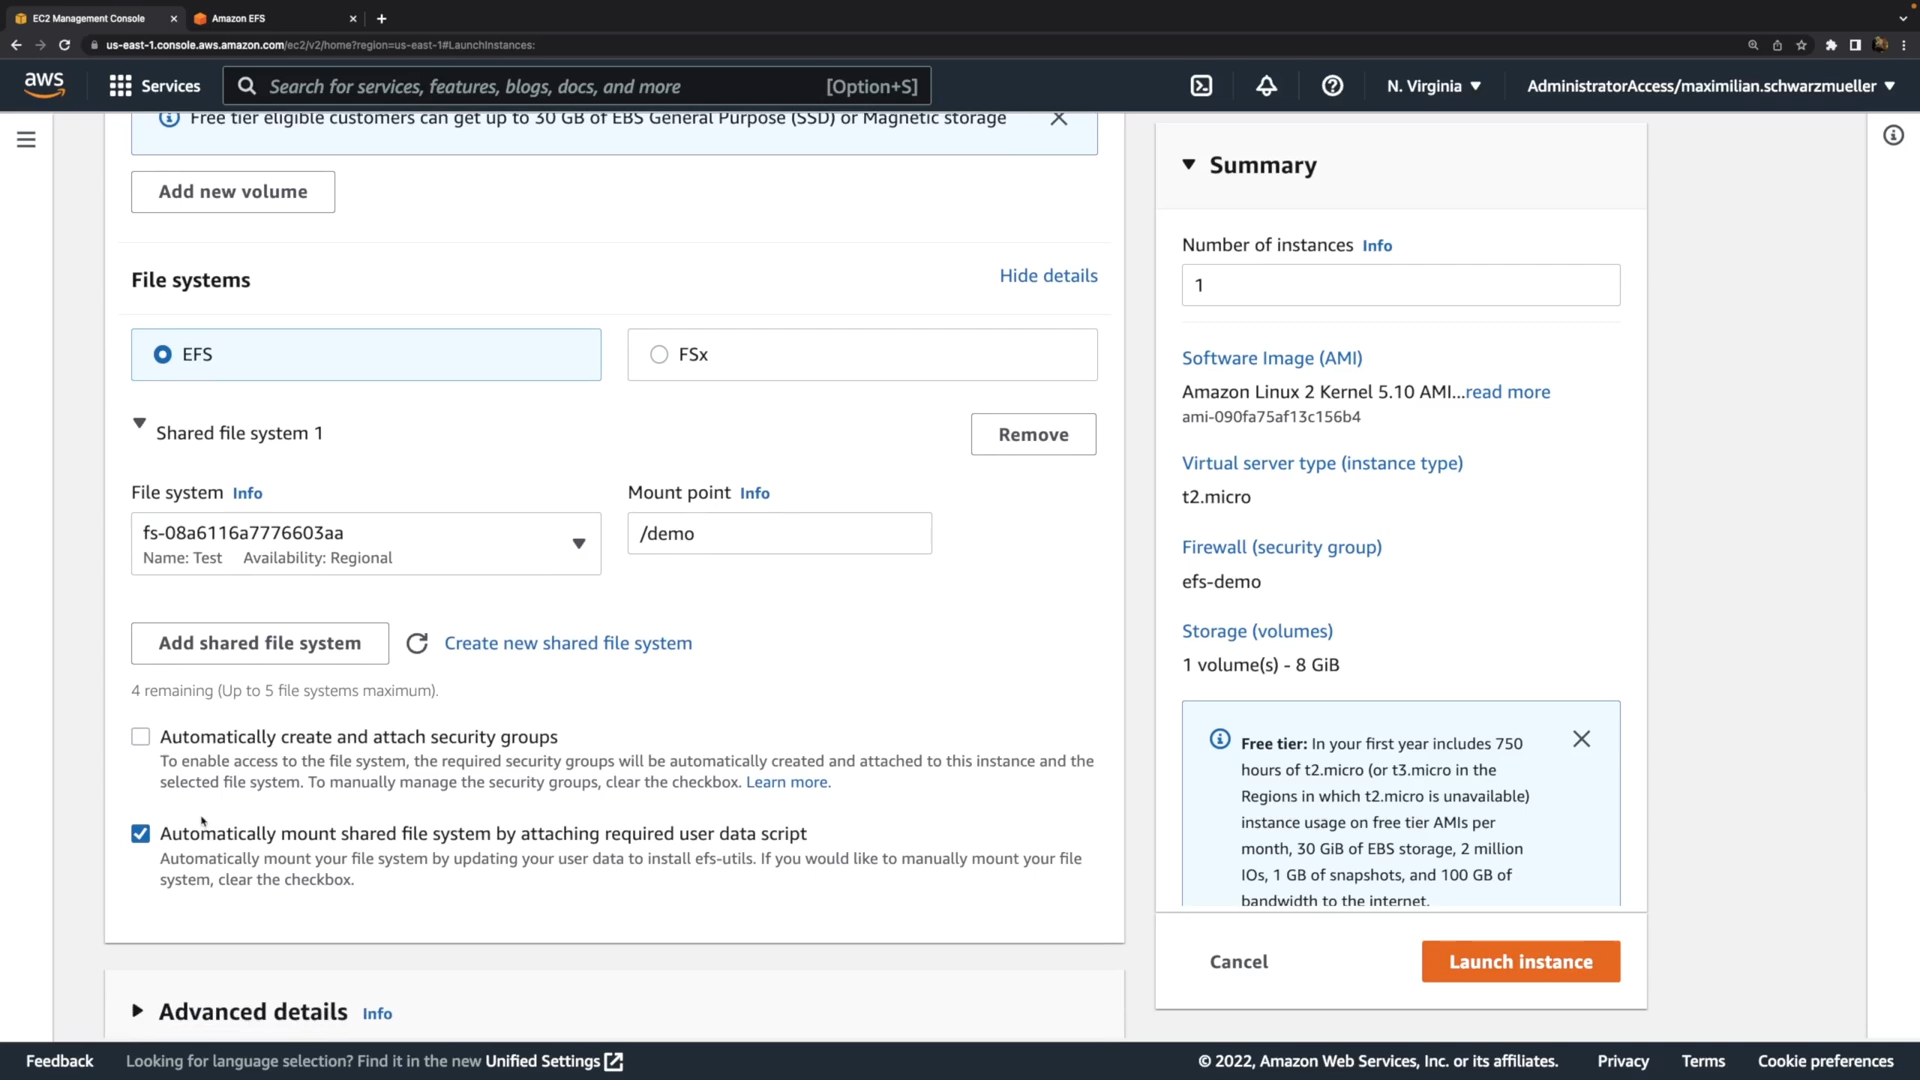 EC2 Management Console
Amazon EFS
us-east-1.console.aws.amazon.com/ec2/v2/home?region=us-east-1#LaunchInstances:
aws
Services
Search for services, features, blogs, docs, and more
[Option+S]
N. Virginia
AdministratorAccess/maximilian.schwarzmueller
Free tier eligible customers can get up to 30 GB of EBS General Purpose (SSD) or Magnetic storage
Add new volume
File systems
Hide details
EFS
FSx
Shared file system 1
Remove
File system Info
Mount point Info
fs-08a6116a7776603aa
Name: Test Availability: Regional
/demo
Add shared file system
Create new shared file system
4 remaining (Up to 5 file systems maximum).
Automatically create and attach security groups
To enable access to the file system, the required security groups will be automatically created and attached to this instance and the
selected file system. To manually manage the security groups, clear the checkbox. Learn more.
Automatically mount shared file system by attaching required user data script
Automatically mount your file system by updating your user data to install efs-utils. If you would like to manually mount your file
system, clear the checkbox.
Advanced details Info
Summary
Number of instances Info
1
Software Image (AMI)
Amazon Linux 2 Kernel 5.10 AMI...read more
ami-090fa75af13c156b4
Virtual server type (instance type)
t2.micro
Firewall (security group)
efs-demo
Storage (volumes)
1 volume(s) - 8 GiB
Free tier: In your first year includes 750
hours of t2.micro (or t3.micro in the
Regions in which t2.micro is unavailable)
instance usage on free tier AMIs per
month, 30 GiB of EBS storage, 2 million
IOs, 1 GB of snapshots, and 100 GB of
bandwidth to the internet.
Cancel
Launch instance
Feedback
Looking for language selection? Find it in the new Unified Settings
© 2022, Amazon Web Services, Inc. or its affiliates.
Privacy
Terms
Cookie preferences